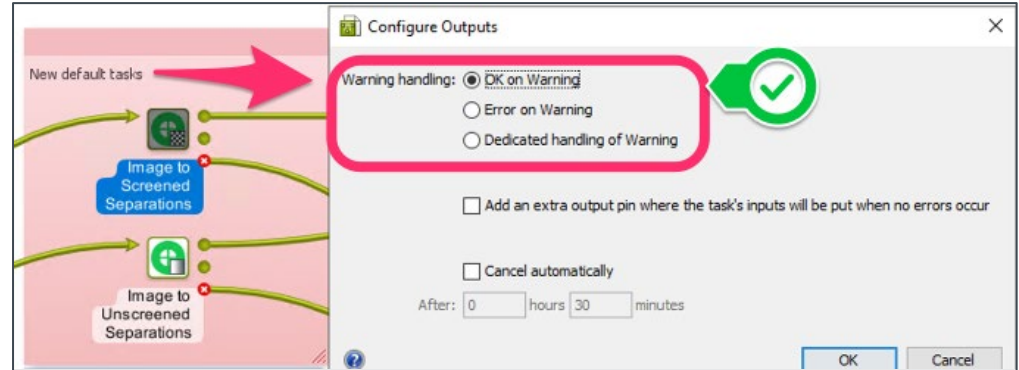 Configure Outputs
New default tasks
Warning handling:
OK on Warning
Error on Warning
Dedicated handling of Warning
Image to
Screened
Separations
Add an extra output pin where the task's inputs will be put when no errors occur
Image to
Unscreened
Separations
Cancel automatically
After: 0 hours 30 minutes
OK Cancel